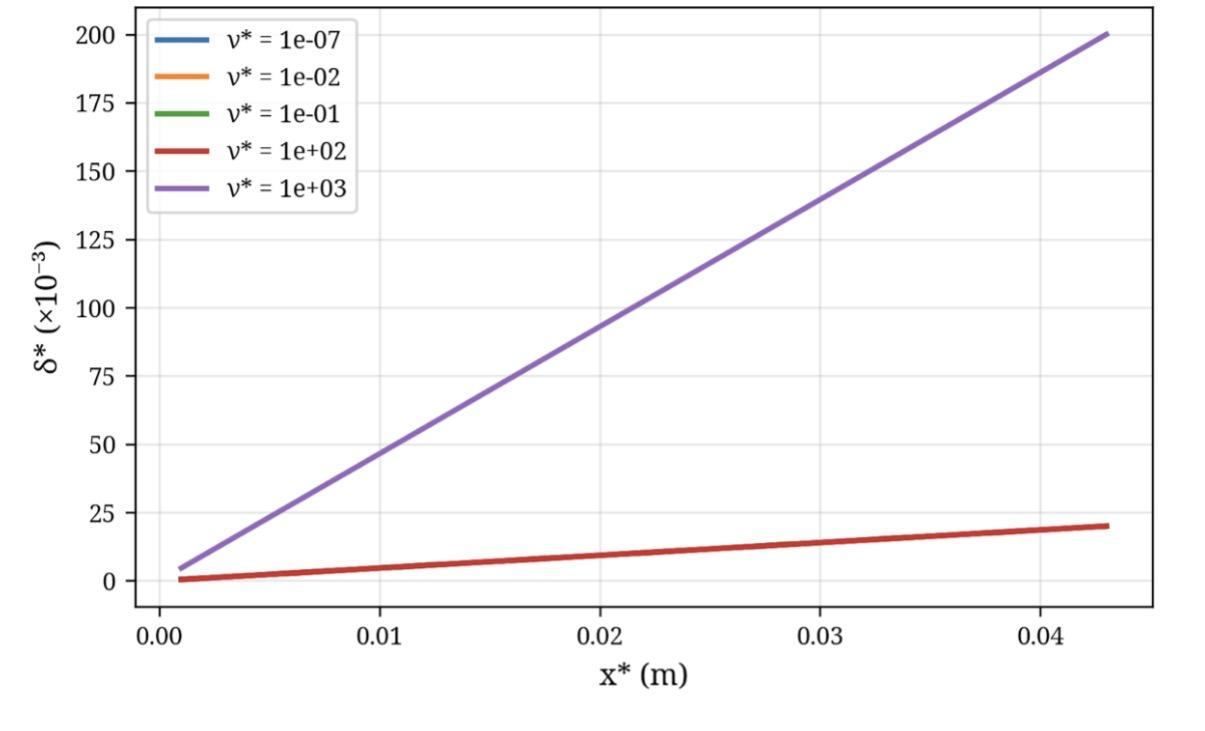 200
175
150
125
100
75
50
25
0
δ* (×10⁻³)
ν* = 1e-07
ν* = 1e-02
ν* = 1e-01
ν* = 1e+02
ν* = 1e+03
0.00 0.01 0.02 0.03 0.04
x* (m)